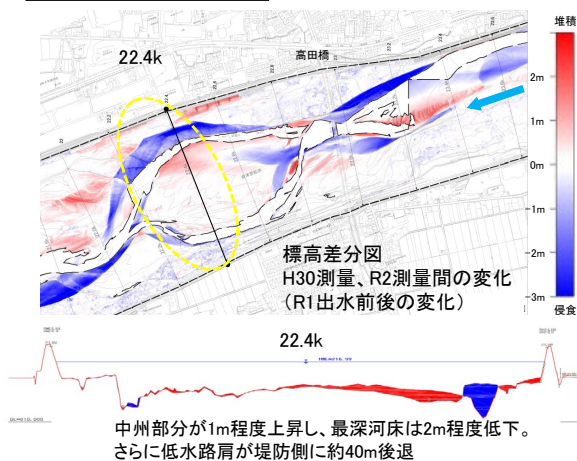 22.4k
高田橋
堆積
2m
1m
0m
1m
2m
3m
侵食
標高差分図
H30測量、R2測量間の変化
(R1出水前後の変化)
22.4k
中州部分が1m程度上昇し、最深河床は2m程度低下。
さらに低水路肩が堤防側に約40m後退